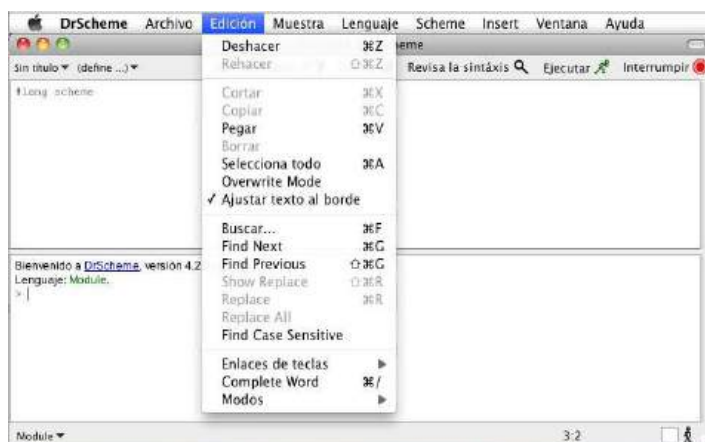 DrScheme Archivo Edición Muestra Lenguaje Scheme Insert Ventana Ayuda
eme
Sin título (define ...) Revisa la sintáxis Ejecutar Interrumpir
#lang scheme
Deshacer ⌘Z
Rehacer ⇧⌘Z
Cortar ⌘X
Copiar ⌘C
Pegar ⌘V
Borrar
Selecciona todo ⌘A
Overwrite Mode
✓ Ajustar texto al borde
Buscar... ⌘F
Find Next ⌘G
Find Previous ⇧⌘G
Show Replace ⇧⌘R
Replace ⌘R
Replace All
Find Case Sensitive
Enlaces de teclas
Complete Word ⌘/
Modos
Bienvenido a DrScheme, versión 4.2
Lenguaje: Module.
>
Module 3:2